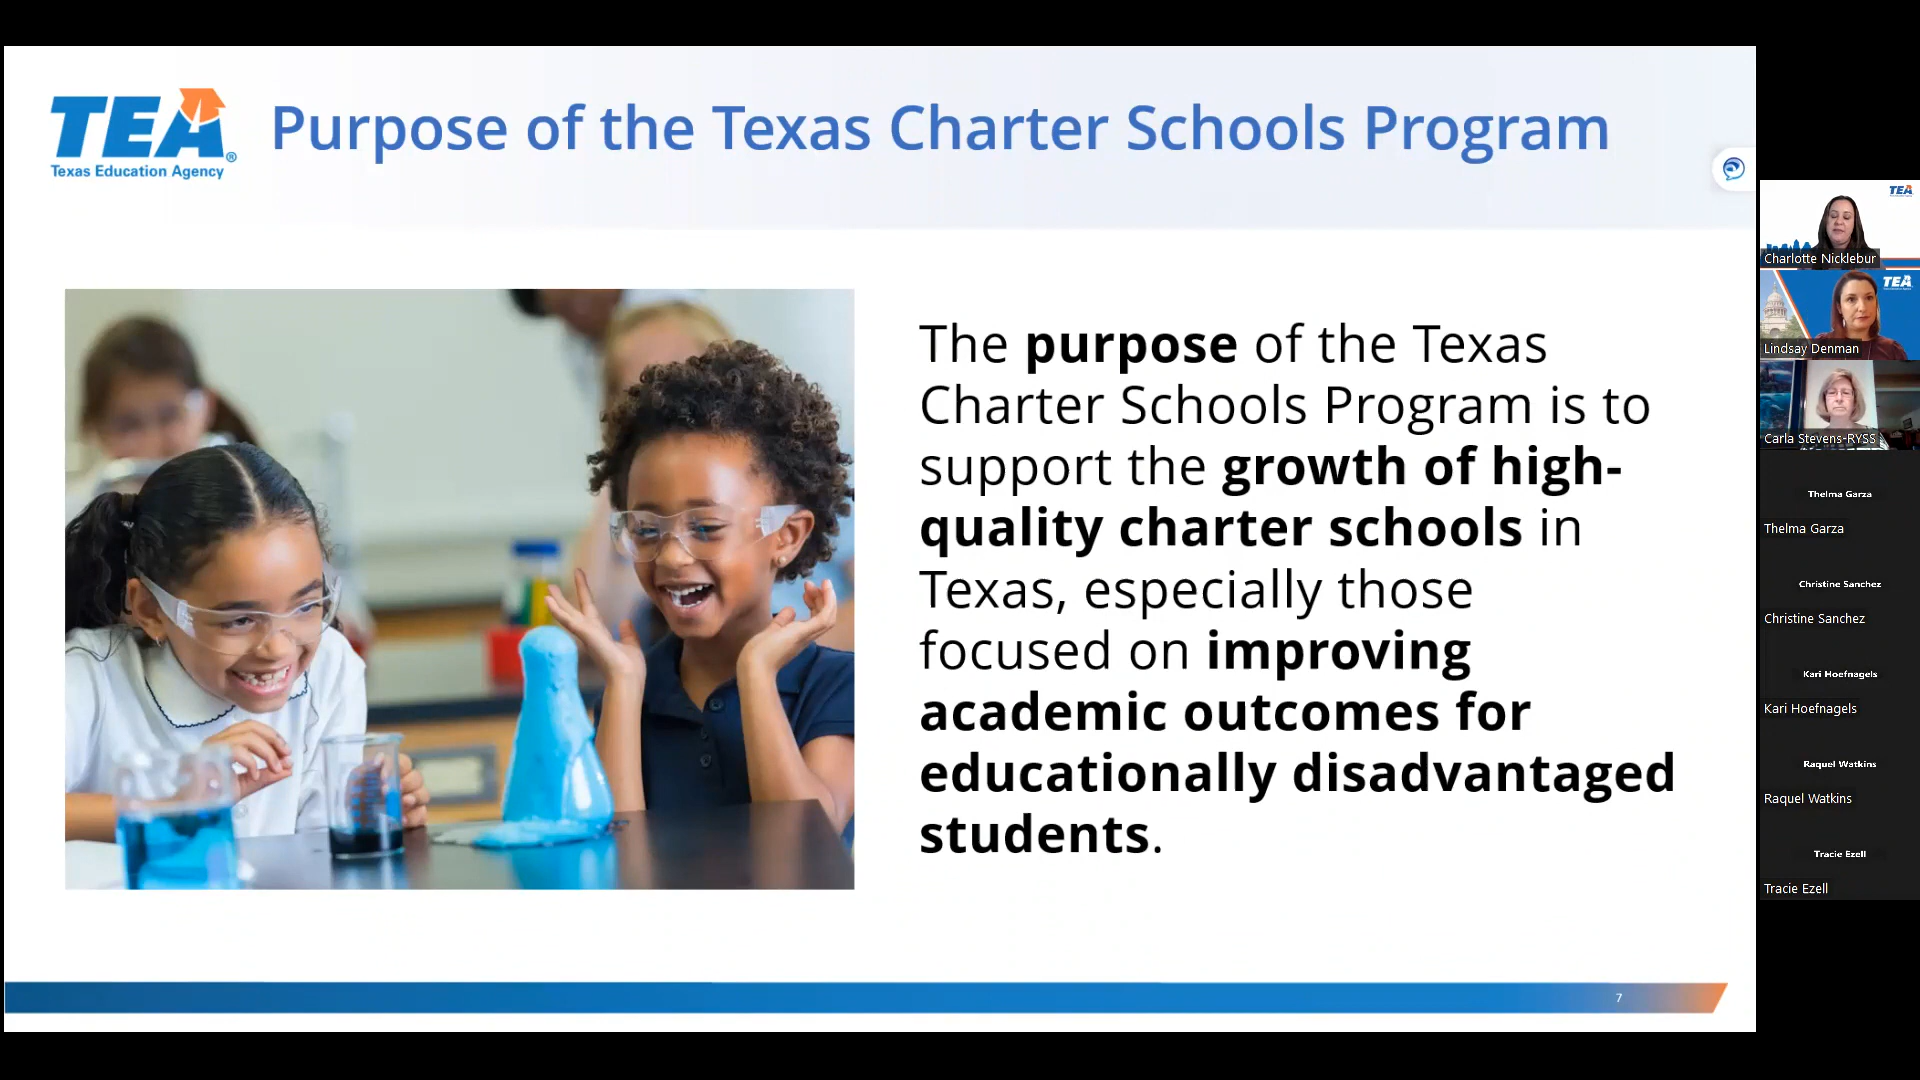 TEA®
Texas Education Agency
Purpose of the Texas Charter Schools Program
The purpose of the Texas
Charter Schools Program is to
support the growth of high-
quality charter schools in
Texas, especially those
focused on improving
academic outcomes for
educationally disadvantaged
students.
7
TEA
Charlotte Nicklebur
TEA
Lindsay Denman
Carla Stevens-RYSS
Thelma Garza
Thelma Garza
Christine Sanchez
Christine Sanchez
Kari Hoefnagels
Kari Hoefnagels
Raquel Watkins
Raquel Watkins
Tracie Ezell
Tracie Ezell